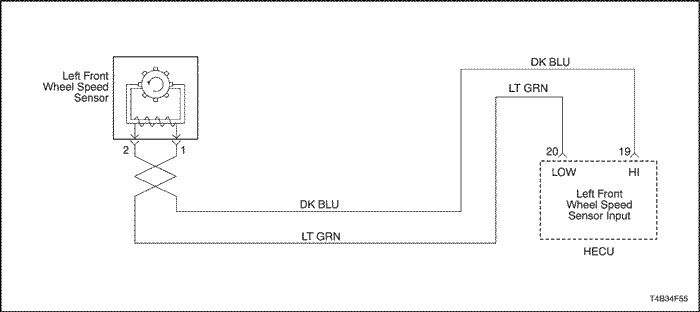 Left Front
Wheel Speed
Sensor
2
1
DK BLU
LT GRN
DK BLU
LT GRN
20
19
LOW
HI
Left Front
Wheel Speed
Sensor Input
HECU
T4B34F55